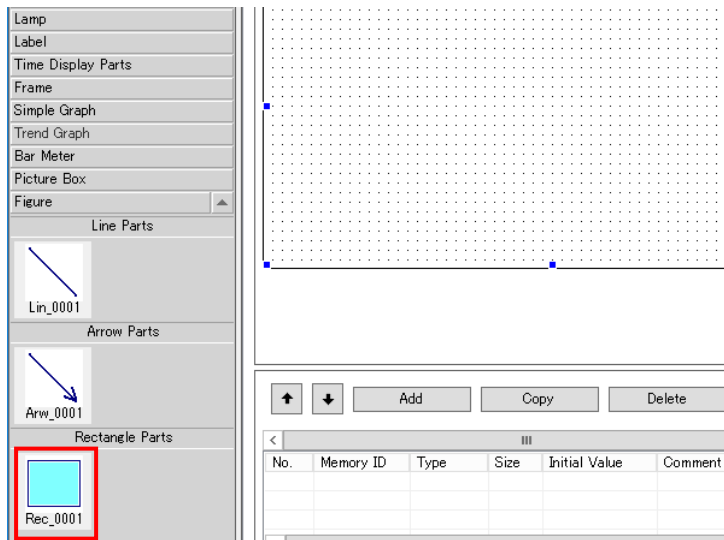 Lamp
Label
Time Display Parts
Frame
Simple Graph
Trend Graph
Bar Meter
Picture Box
Figure
Line Parts
Lin_0001
Arrow Parts
Arw_0001
Rectangle Parts
Rec_0001
Add Copy Delete
No. Memory ID Type Size Initial Value Comment